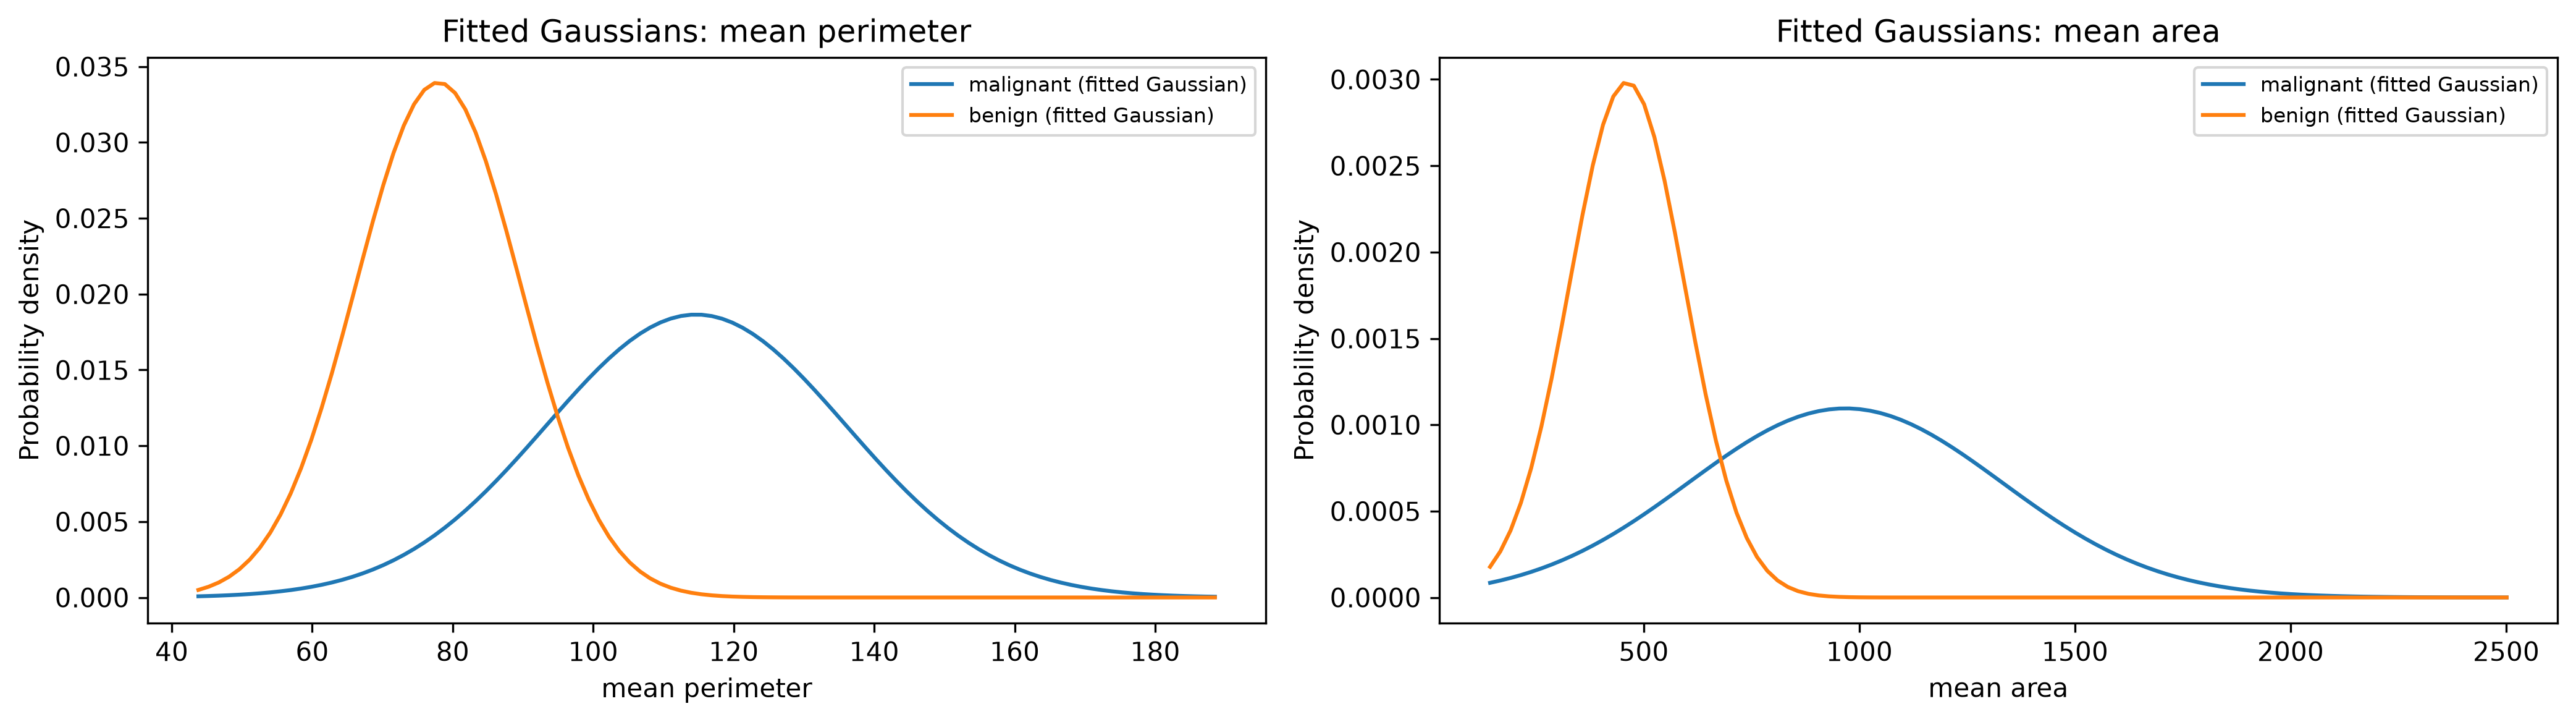 Fitted Gaussians: mean perimeter
malignant (fitted Gaussian)
benign (fitted Gaussian)
Probability density
0.035
0.030
0.025
0.020
0.015
0.010
0.005
0.000
40 60 80 100 120 140 160 180
mean perimeter
Fitted Gaussians: mean area
malignant (fitted Gaussian)
benign (fitted Gaussian)
Probability density
0.0030
0.0025
0.0020
0.0015
0.0010
0.0005
0.0000
500 1000 1500 2000 2500
mean area